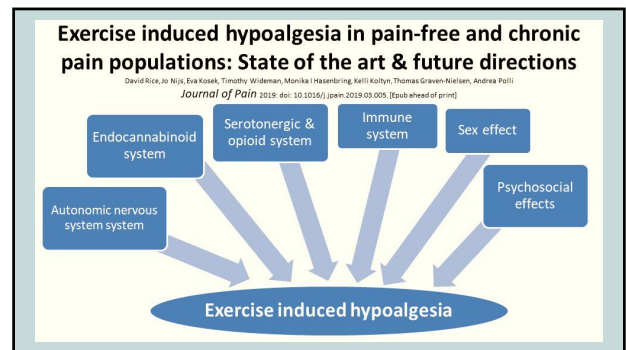 Exercise induced hypoalgesia in pain-free and chronic
pain populations: State of the art & future directions
David Rice, Jo Nijs, Eva Kosek, Timothy Wideman, Monika I Hasenbring, Kelli Koltyn, Thomas Graven-Nielsen, Andrea Polli
Journal of Pain 2019: doi: 10.1016/j.jpain.2019.03.005. [Epub ahead of print]
Autonomic nervous
system system
Endocannabinoid
system
Serotonergic &
opioid system
Immune
system
Sex effect
Psychosocial
effects
Exercise induced hypoalgesia